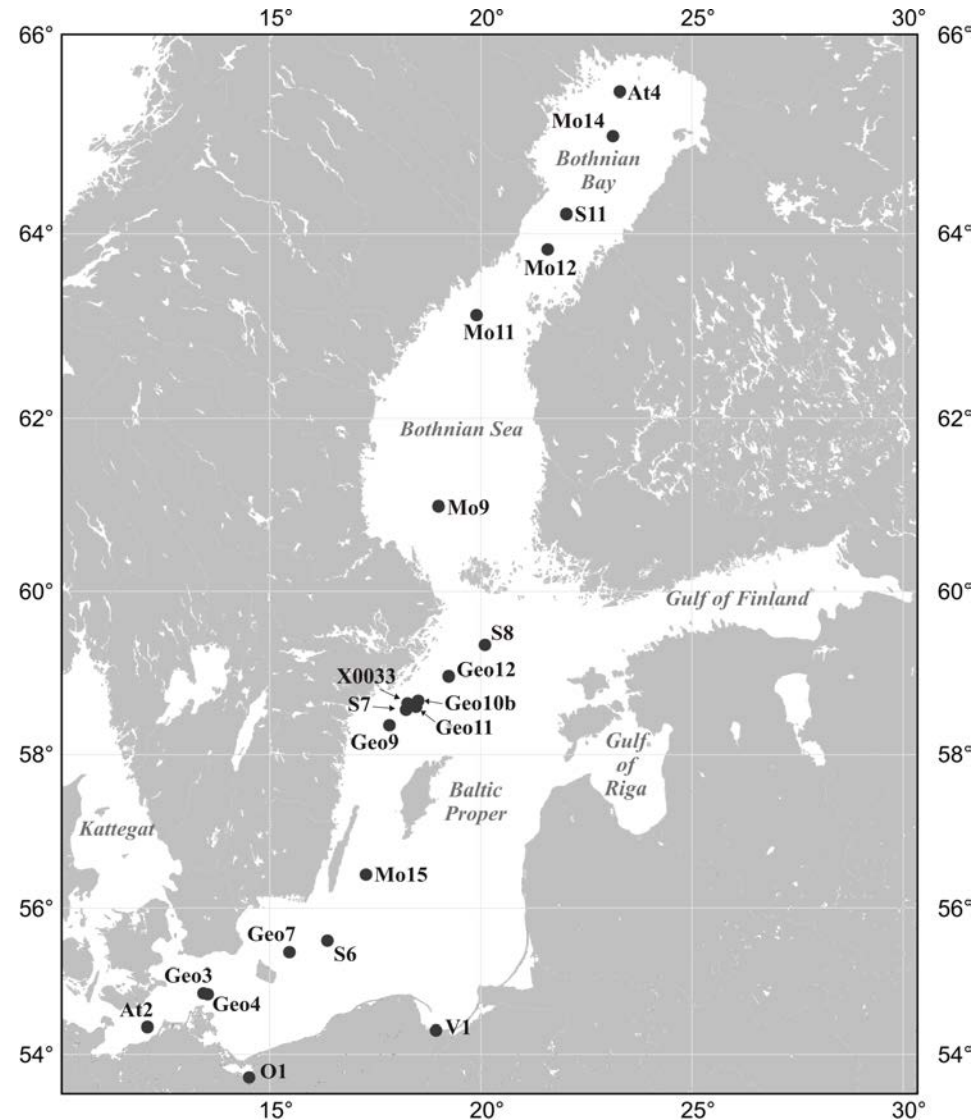 15° 20° 25° 30°
66° 66°
At4
Mo14
Bothnian
Bay
S11
64° 64°
Mo12
Mo11
62° 62°
Bothnian Sea
Mo9
60° 60°
Gulf of Finland
S8
Geo12
X0033
S7
Geo10b
Geo11
Geo9
58° 58°
Gulf
of
Riga
Baltic
Proper
Kattegat
Mo15
56° 56°
Geo7
S6
Geo3
Geo4
At2
V1
54° 54°
O1
15° 20° 25° 30°